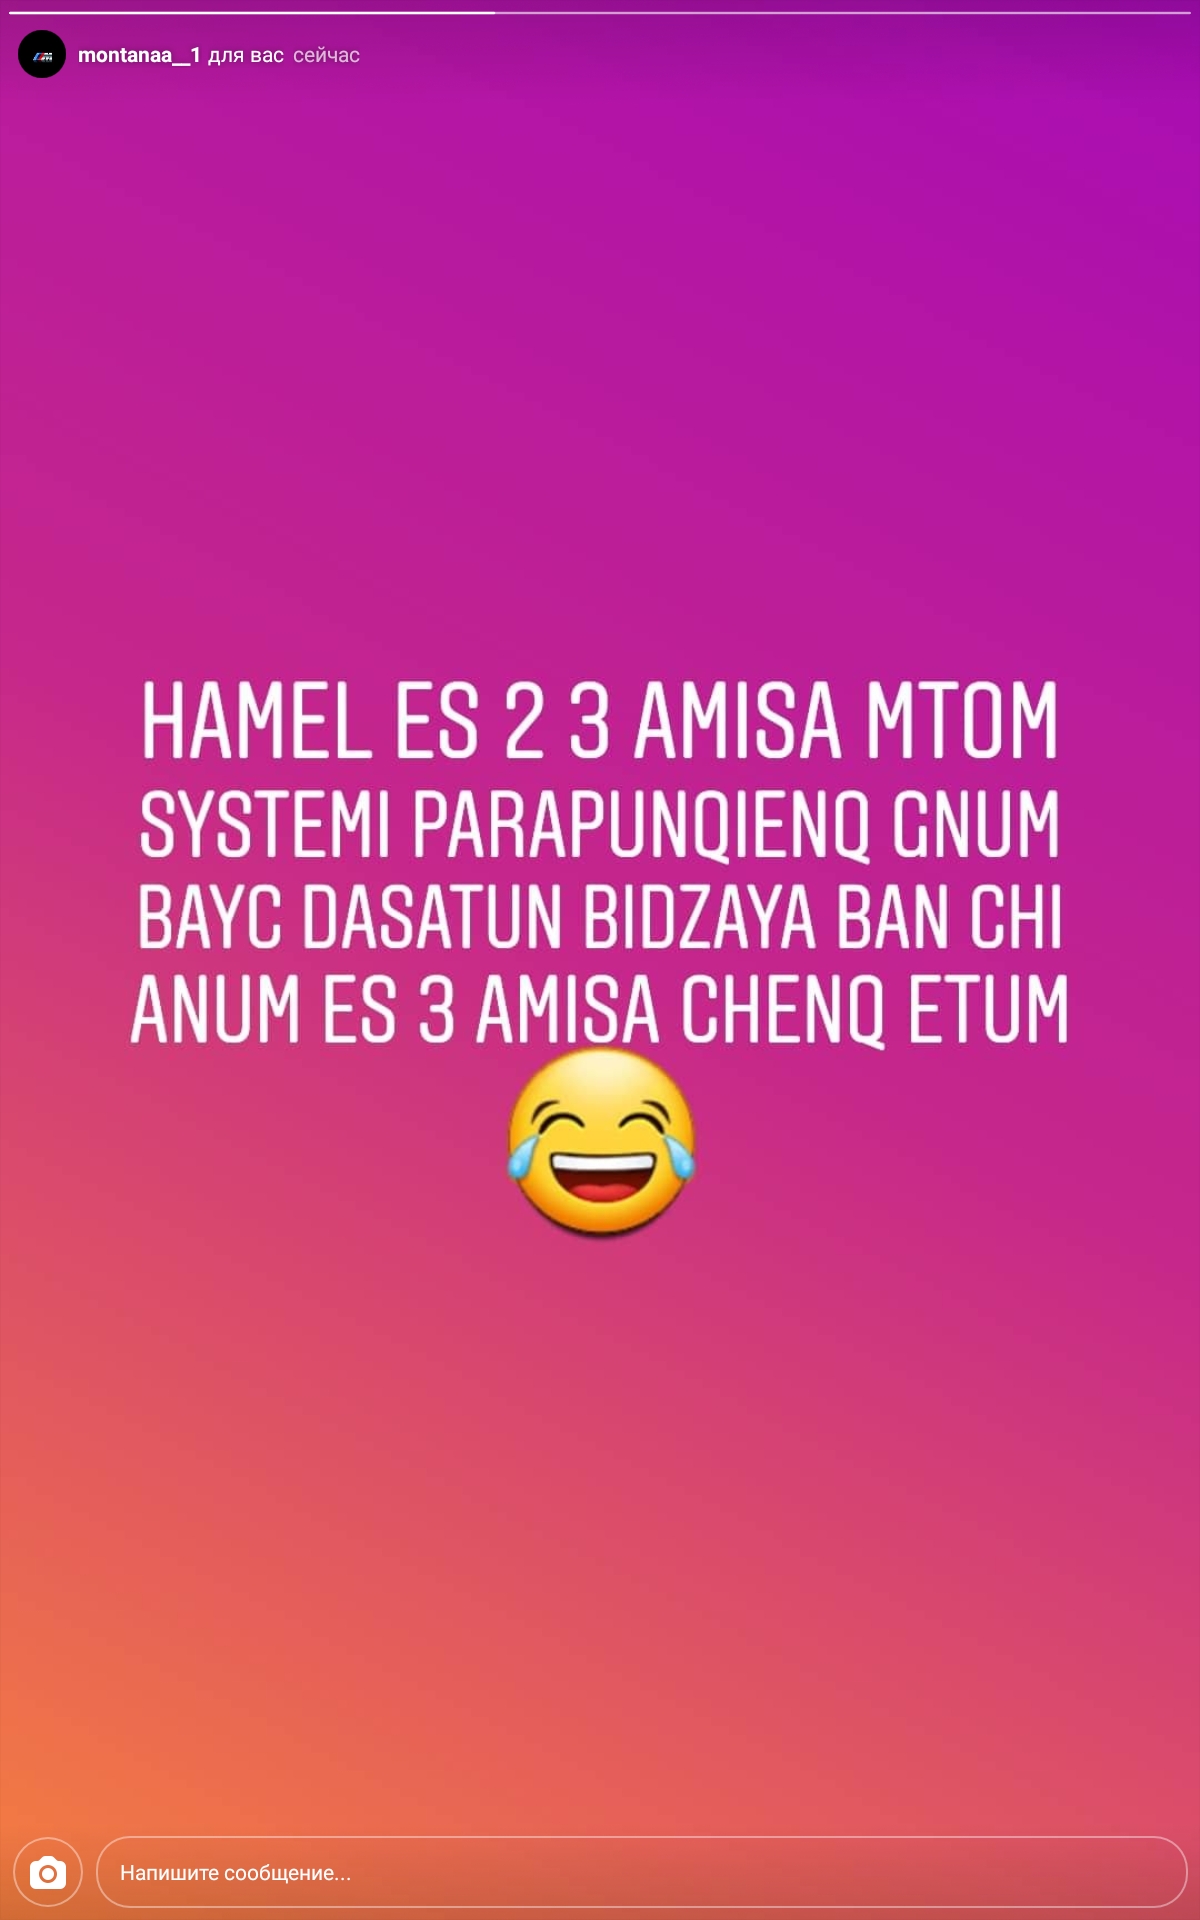 montanaa__1 для вас сейчас
HAMEL ES 2 3 AMISA MTOM
SYSTEMI PARAPUNQIENQ GNUM
BAYC DASATUN BIDZAYA BAN CHI
ANUM ES 3 AMISA CHENQ ETUM
Напишите сообщение...